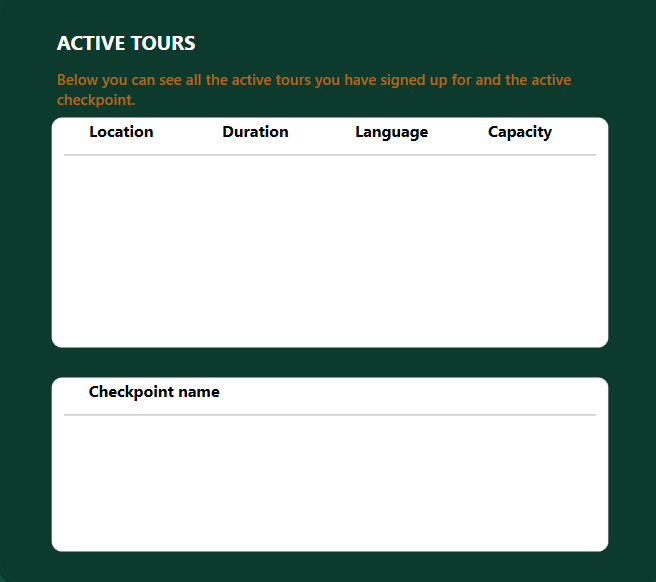 ACTIVE TOURS
Below you can see all the active tours you have signed up for and the active
checkpoint.
Location Duration Language Capacity
Checkpoint name